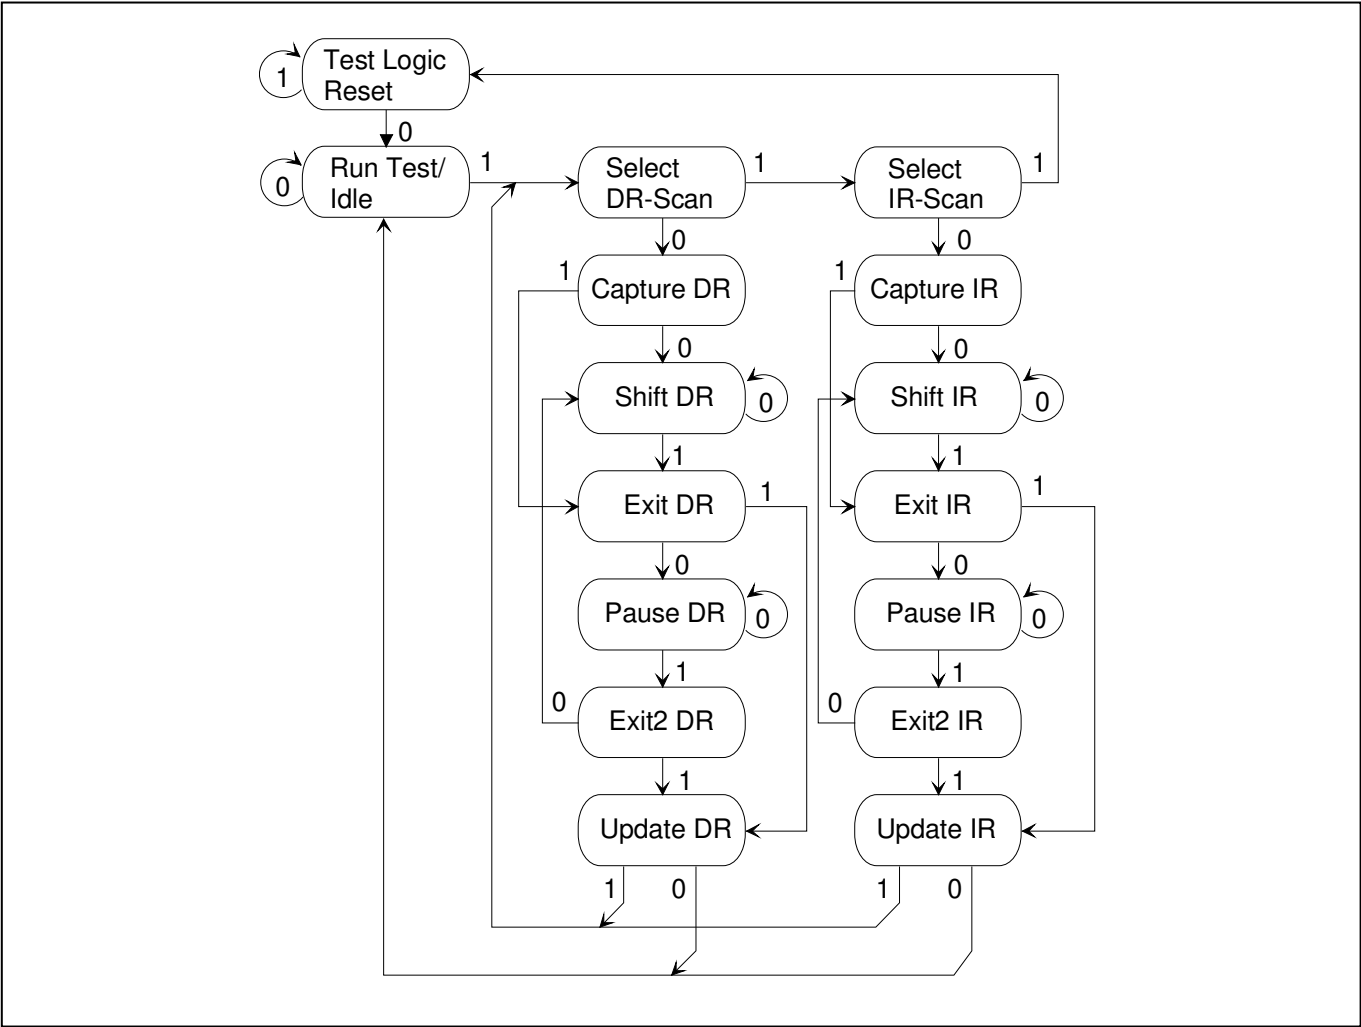 Test Logic
Reset
1
0
Run Test/
Idle
0
1
Select
DR-Scan
1
Select
IR-Scan
1
0
0
1
Capture DR
1
Capture IR
0
0
Shift DR
0
Shift IR
0
1
1
Exit DR
1
Exit IR
1
0
0
Pause DR
0
Pause IR
0
1
1
0
Exit2 DR
0
Exit2 IR
1
1
Update DR
Update IR
1
0
1
0